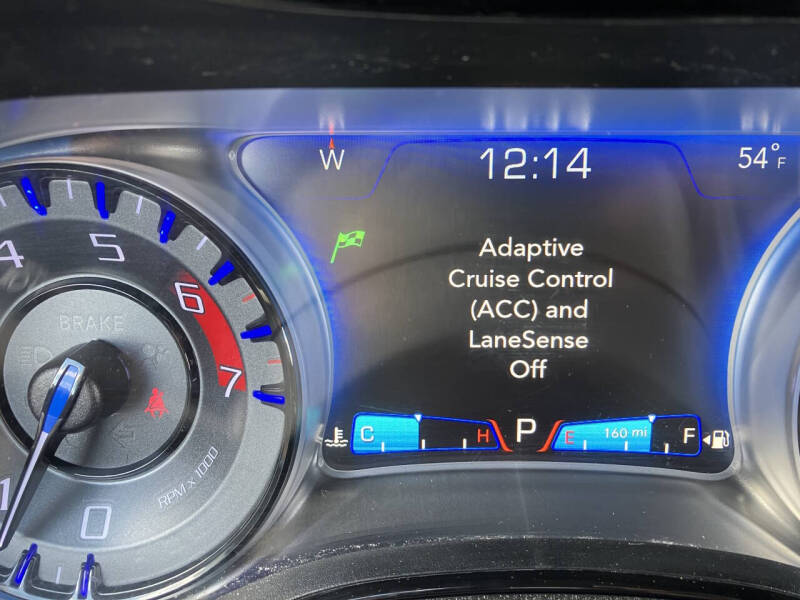 W
12:14
54°F
Adaptive
Cruise Control
(ACC) and
LaneSense
Off
C H P E 160 mi F
4 5 6 7
BRAKE
1 0
RPM x 1000